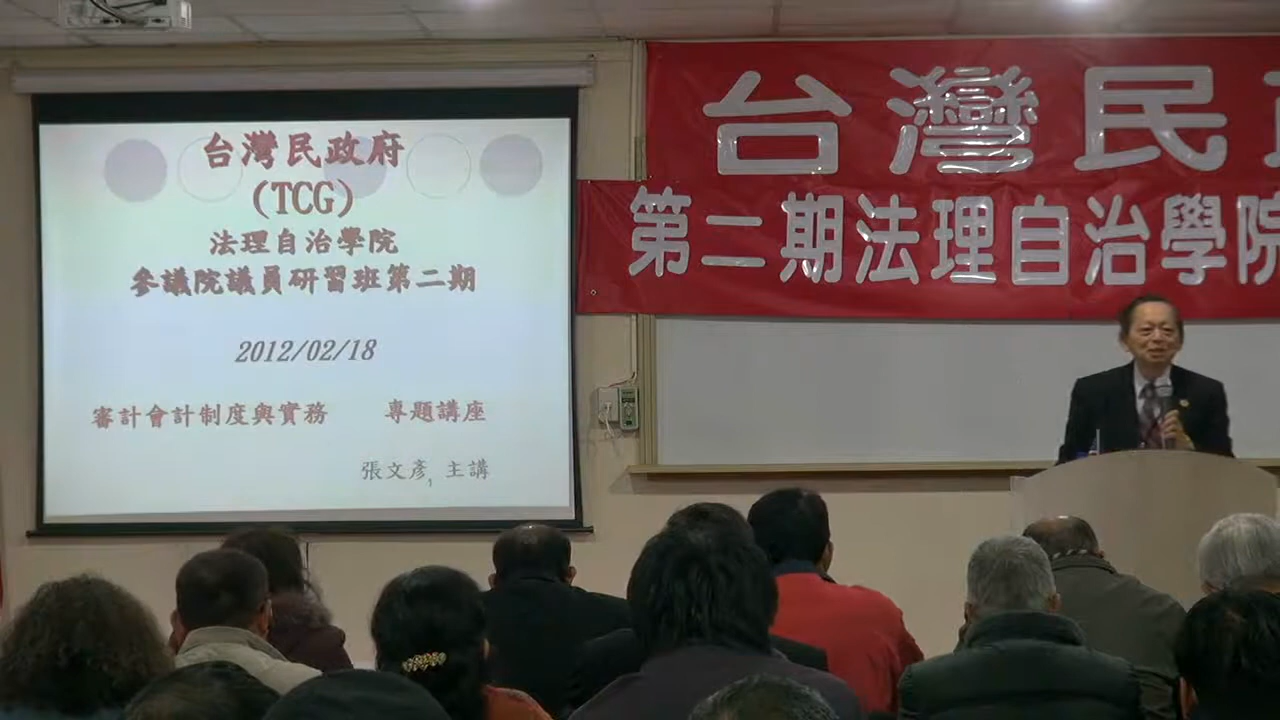 台灣民政府
(TCG)
法理自治學院
參議院議員研習班第二期
2012/02/18
審計會計制度與實務 專題講座
張文彥, 主講
台灣民
第二期法理自治學院